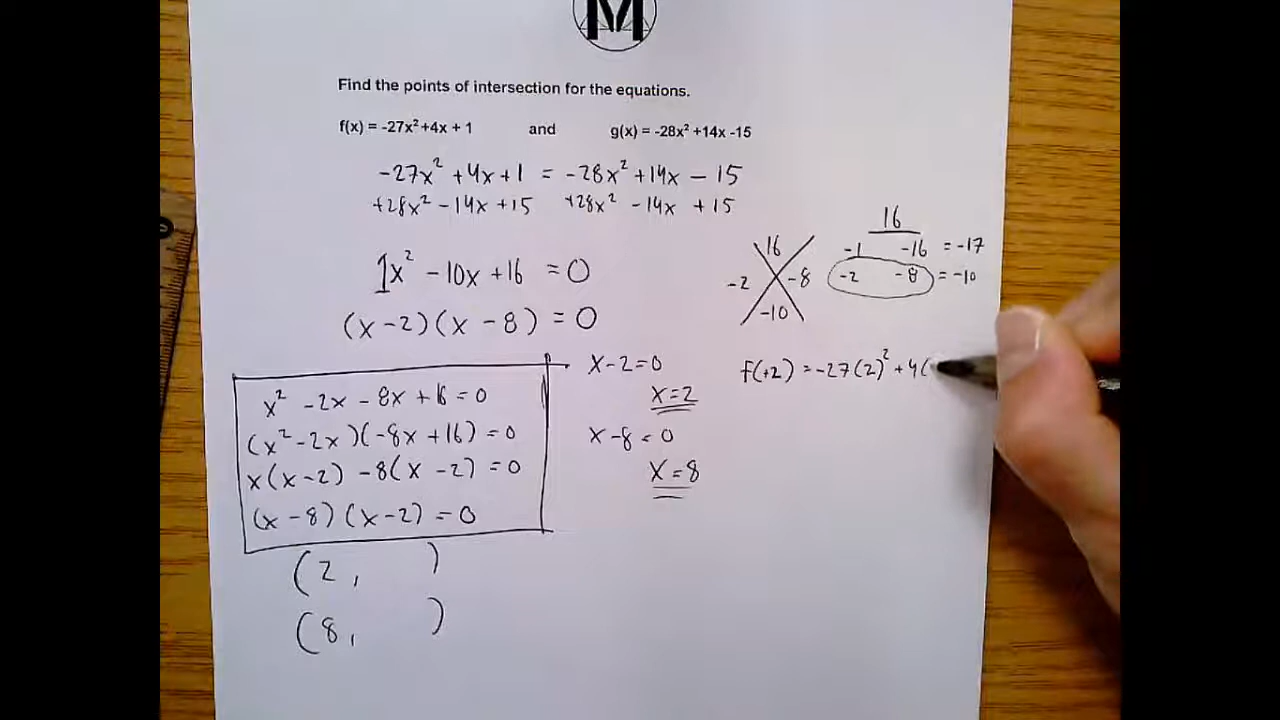 M
Find the points of intersection for the equations.
f(x) = -27x²+4x + 1 and g(x) = -28x² +14x -15
-27x² +4x+1 = -28x² +14x - 15
+28x² -14x +15 +28x² -14x +15
1x² -10x +16 =0
(x-2)(x -8) =0
x² -2x -8x +16 =0
(x²-2x)(-8x +16) =0
x(x-2) -8(x -2) =0
(x-8)(x-2) =0
(2, )
(8, )
x-2=0
x=2
x-8=0
x=8
16
-2 -8
-10
16
-1 -16 = -17
-2 -8 = -10
f(+2) = -27(2)² +4(